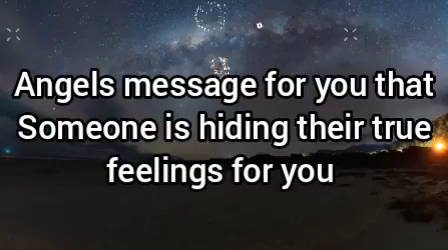 Angels message for you that
Someone is hiding their true
feelings for you